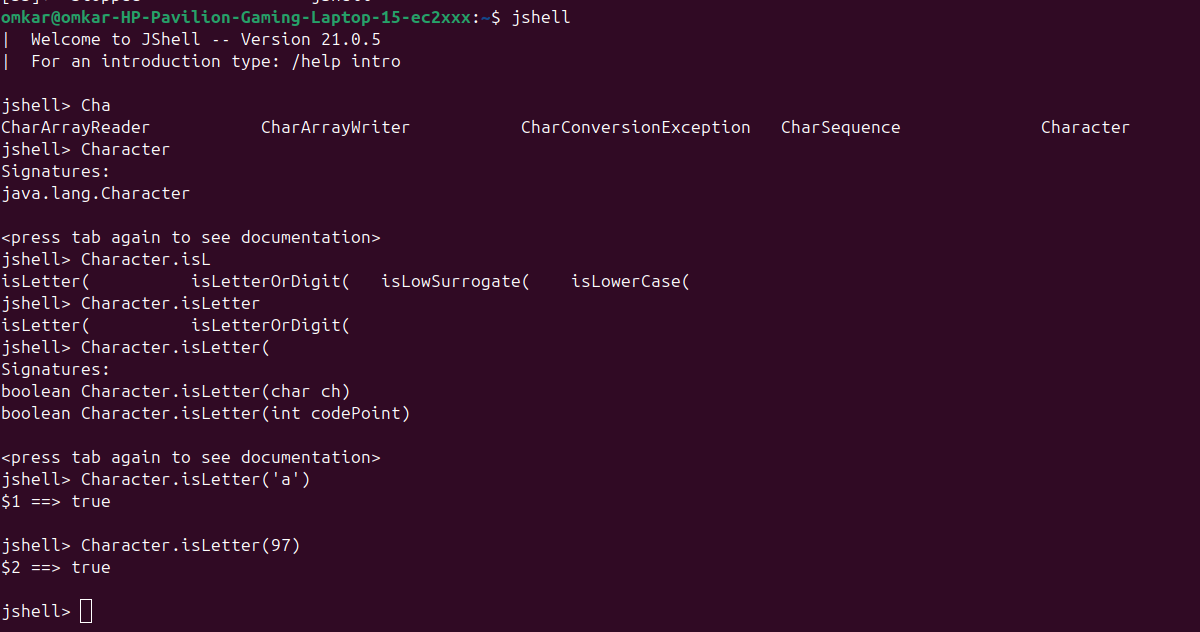 omkar@omkar-HP-Pavilion-Gaming-Laptop-15-ec2xxx:~$ jshell
|  Welcome to JShell -- Version 21.0.5
|  For an introduction type: /help intro
jshell> Cha
CharArrayReader           CharArrayWriter           CharConversionException   CharSequence              Character
jshell> Character
Signatures:
java.lang.Character
<press tab again to see documentation>
jshell> Character.isL
isLetter(          isLetterOrDigit(   isLowSurrogate(    isLowerCase(
jshell> Character.isLetter
isLetter(          isLetterOrDigit(
jshell> Character.isLetter(
Signatures:
boolean Character.isLetter(char ch)
boolean Character.isLetter(int codePoint)
<press tab again to see documentation>
jshell> Character.isLetter('a')
$1 ==> true
jshell> Character.isLetter(97)
$2 ==> true
jshell>